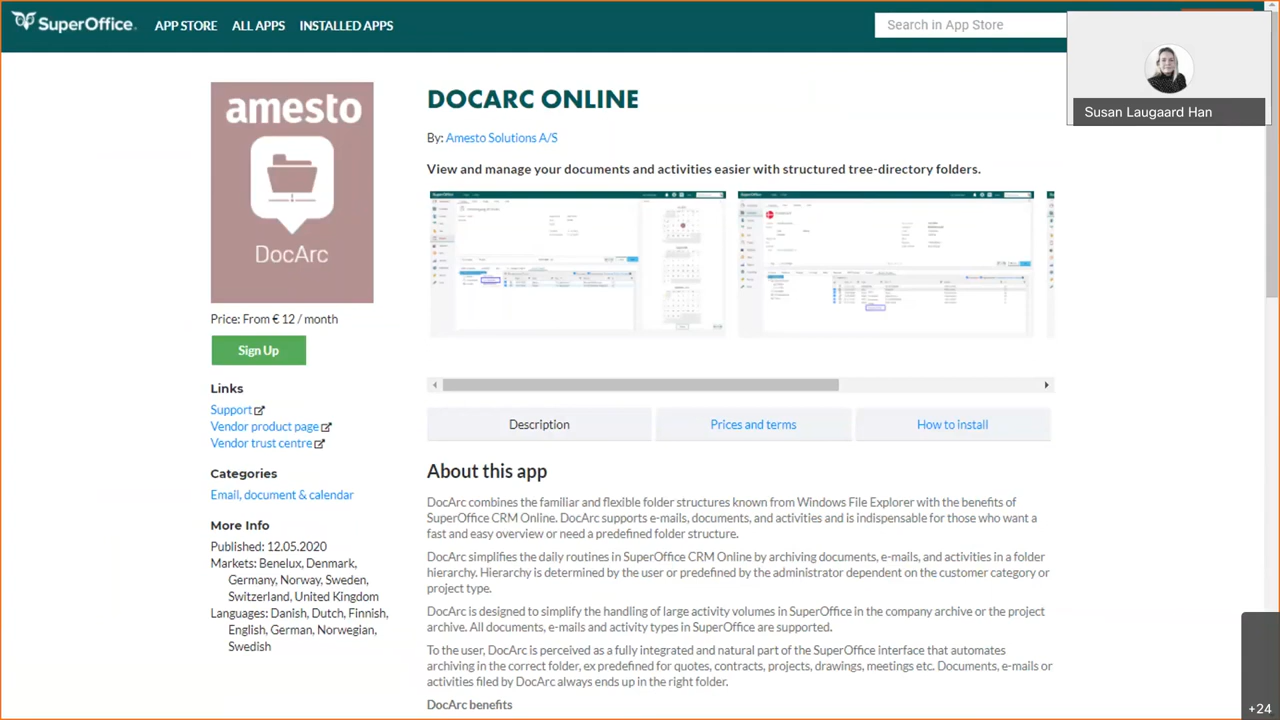 SuperOffice.
APP STORE
ALL APPS
INSTALLED APPS
Search in App Store
Susan Laugaard Han
amesto
DocArc
Price: From € 12 / month
Sign Up
Links
Support
Vendor product page
Vendor trust centre
Categories
Email, document & calendar
More Info
Published: 12.05.2020
Markets: Benelux, Denmark,
Germany, Norway, Sweden,
Switzerland, United Kingdom
Languages: Danish, Dutch, Finnish,
English, German, Norwegian,
Swedish
DOCARC ONLINE
By: Amesto Solutions A/S
View and manage your documents and activities easier with structured tree-directory folders.
SuperOffice
SuperOffice
Description
Prices and terms
How to install
About this app
DocArc combines the familiar and flexible folder structures known from Windows File Explorer with the benefits of
SuperOffice CRM Online. DocArc supports e-mails, documents, and activities and is indispensable for those who want a
fast and easy overview or need a predefined folder structure.
DocArc simplifies the daily routines in SuperOffice CRM Online by archiving documents, e-mails, and activities in a folder
hierarchy. Hierarchy is determined by the user or predefined by the administrator dependent on the customer category or
project type.
DocArc is designed to simplify the handling of large activity volumes in SuperOffice in the company archive or the project
archive. All documents, e-mails and activity types in SuperOffice are supported.
To the user, DocArc is perceived as a fully integrated and natural part of the SuperOffice interface that automates
archiving in the correct folder, ex predefined for quotes, contracts, projects, drawings, meetings etc. Documents, e-mails or
activities filed by DocArc always ends up in the right folder.
DocArc benefits
+24